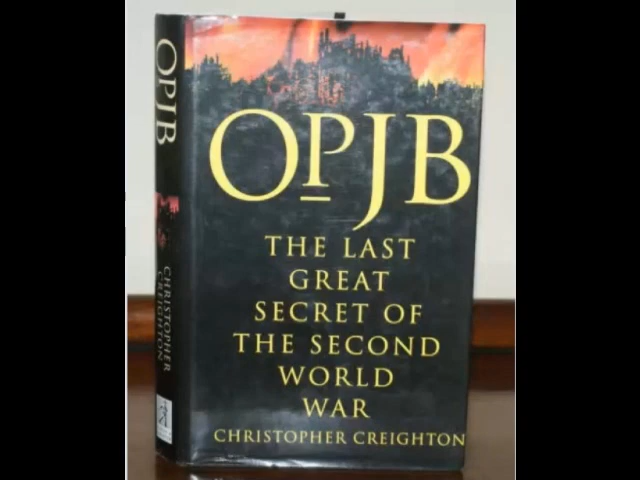 OPJB
THE LAST
GREAT
SECRET OF
THE SECOND
WORLD
WAR
CHRISTOPHER CREIGHTON
OPJB
CHRISTOPHER
CREIGHTON